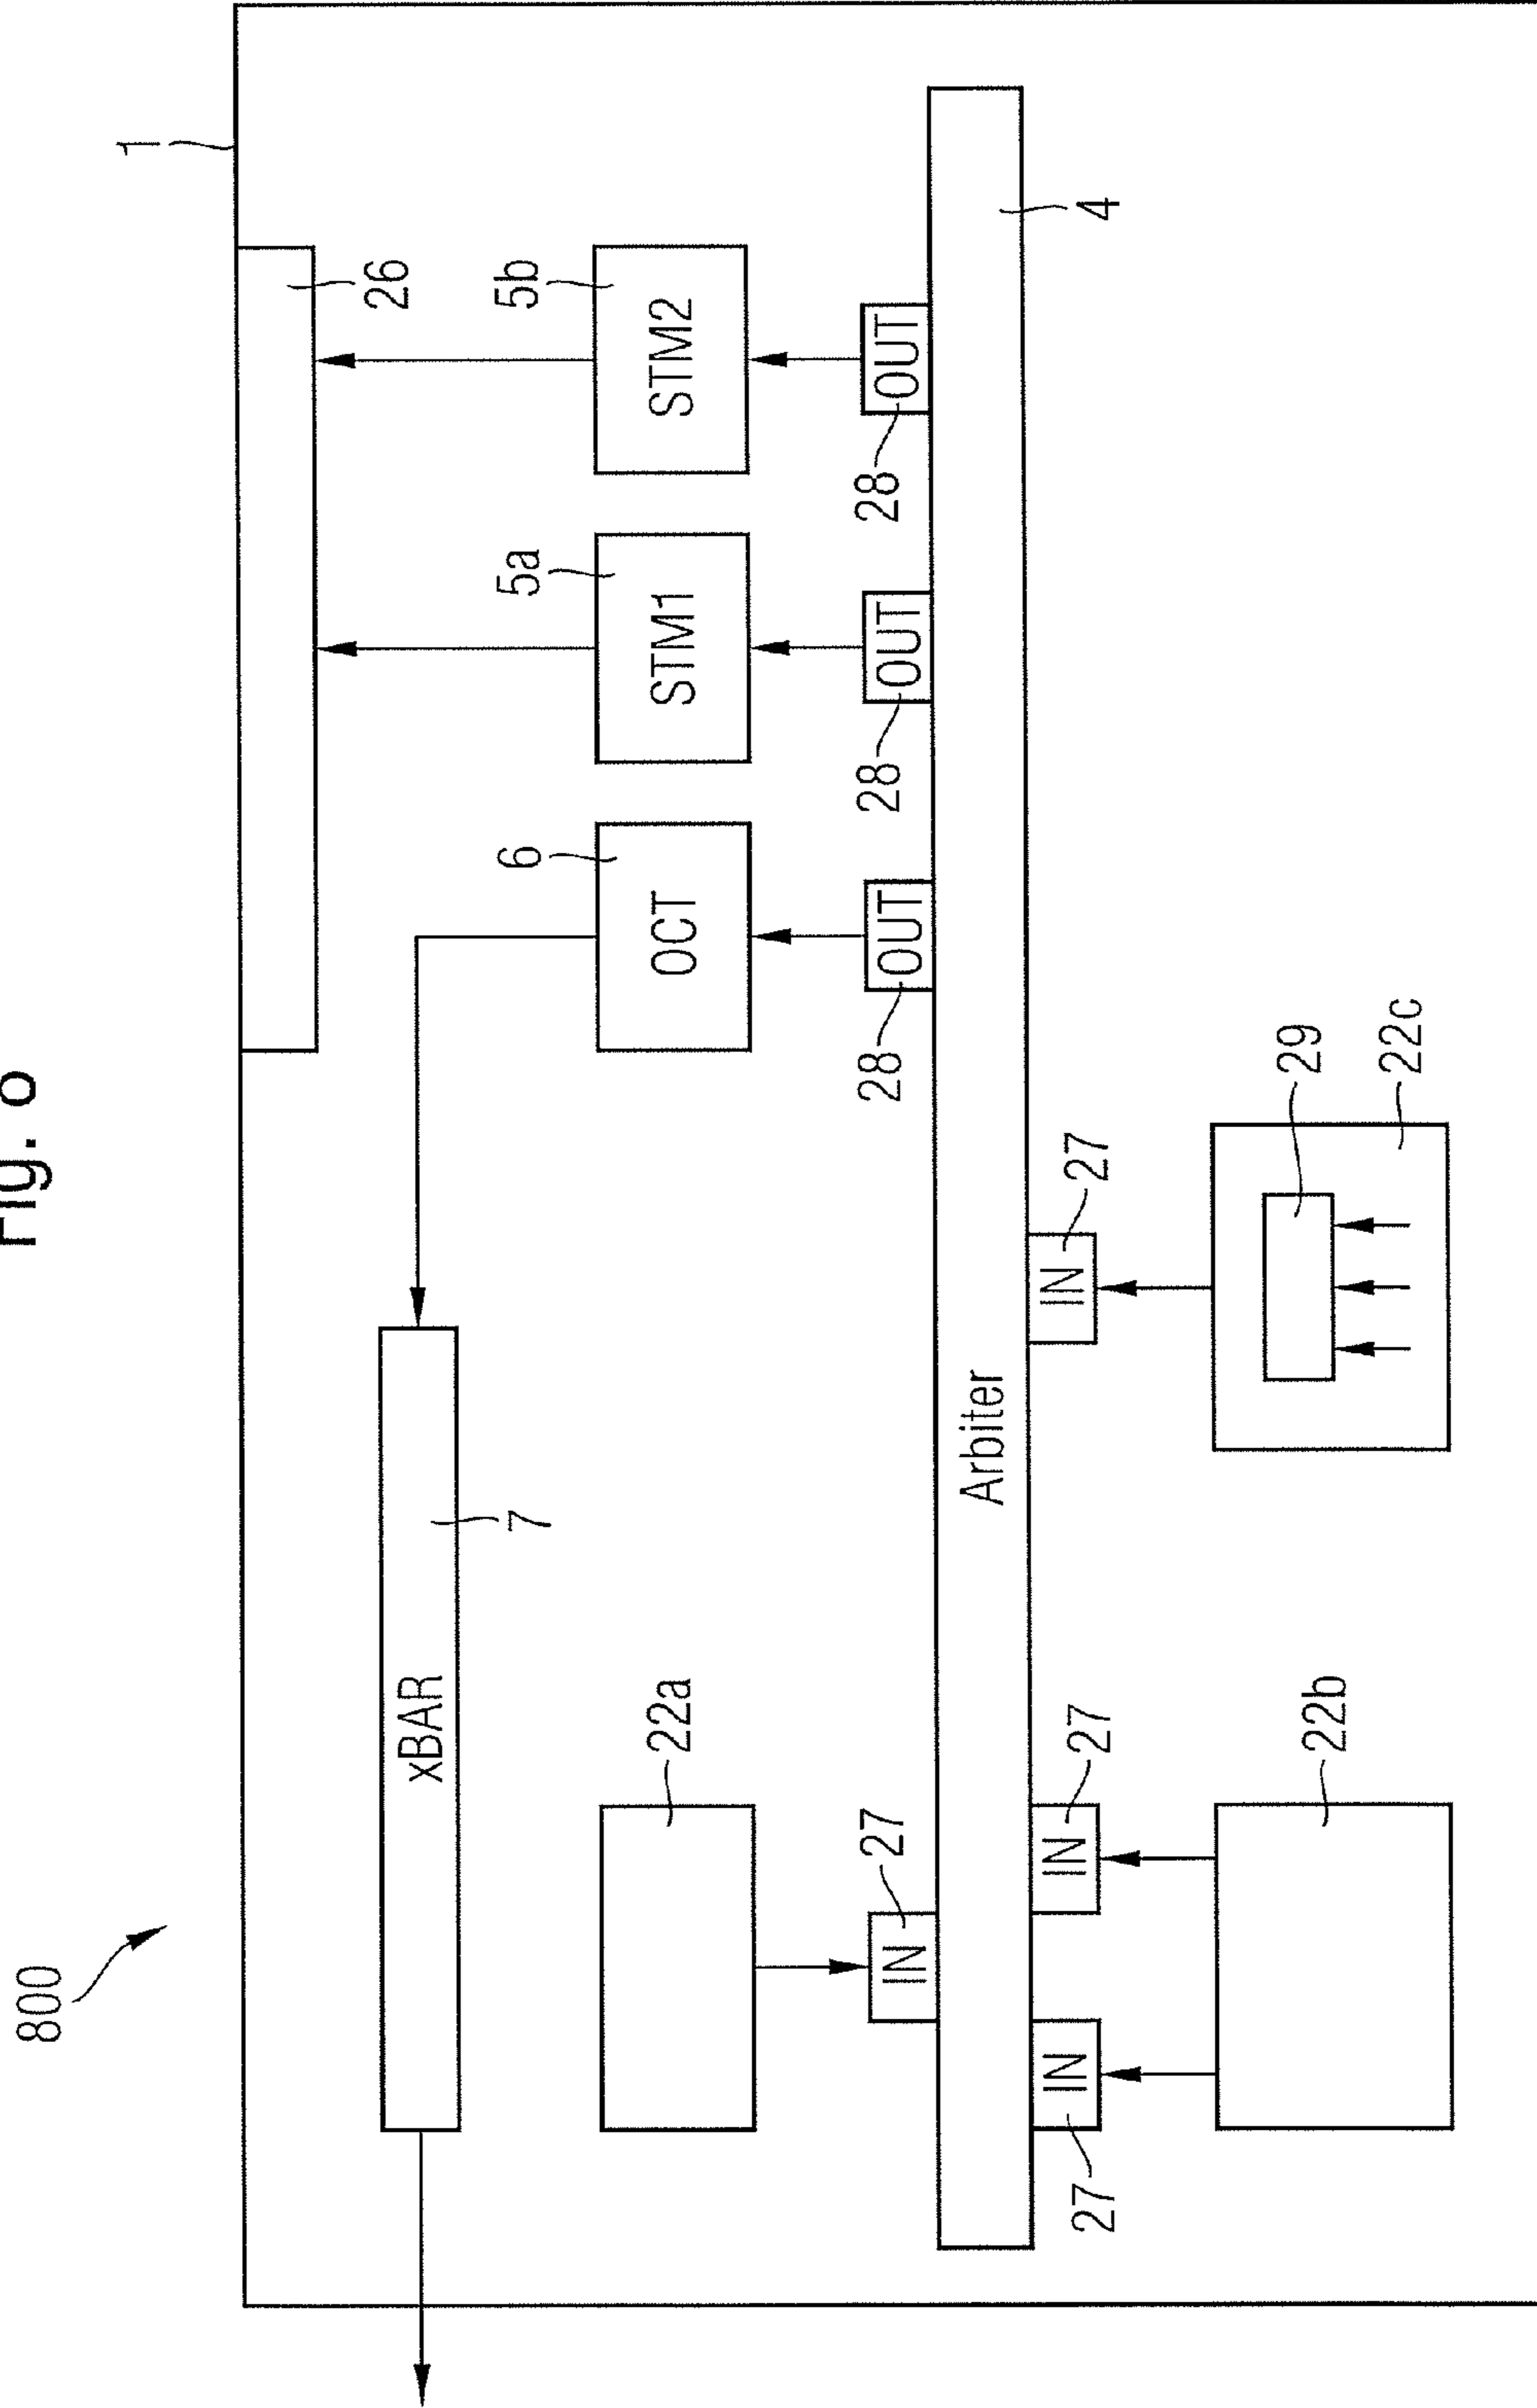 Fig. 8
800
1
26
xBAR
7
6
5a
5b
22a
OCT
STM1
STM2
27
28
28
28
IN
OUT
OUT
OUT
Arbiter
4
IN
IN
IN
27
27
27
29
22b
22c